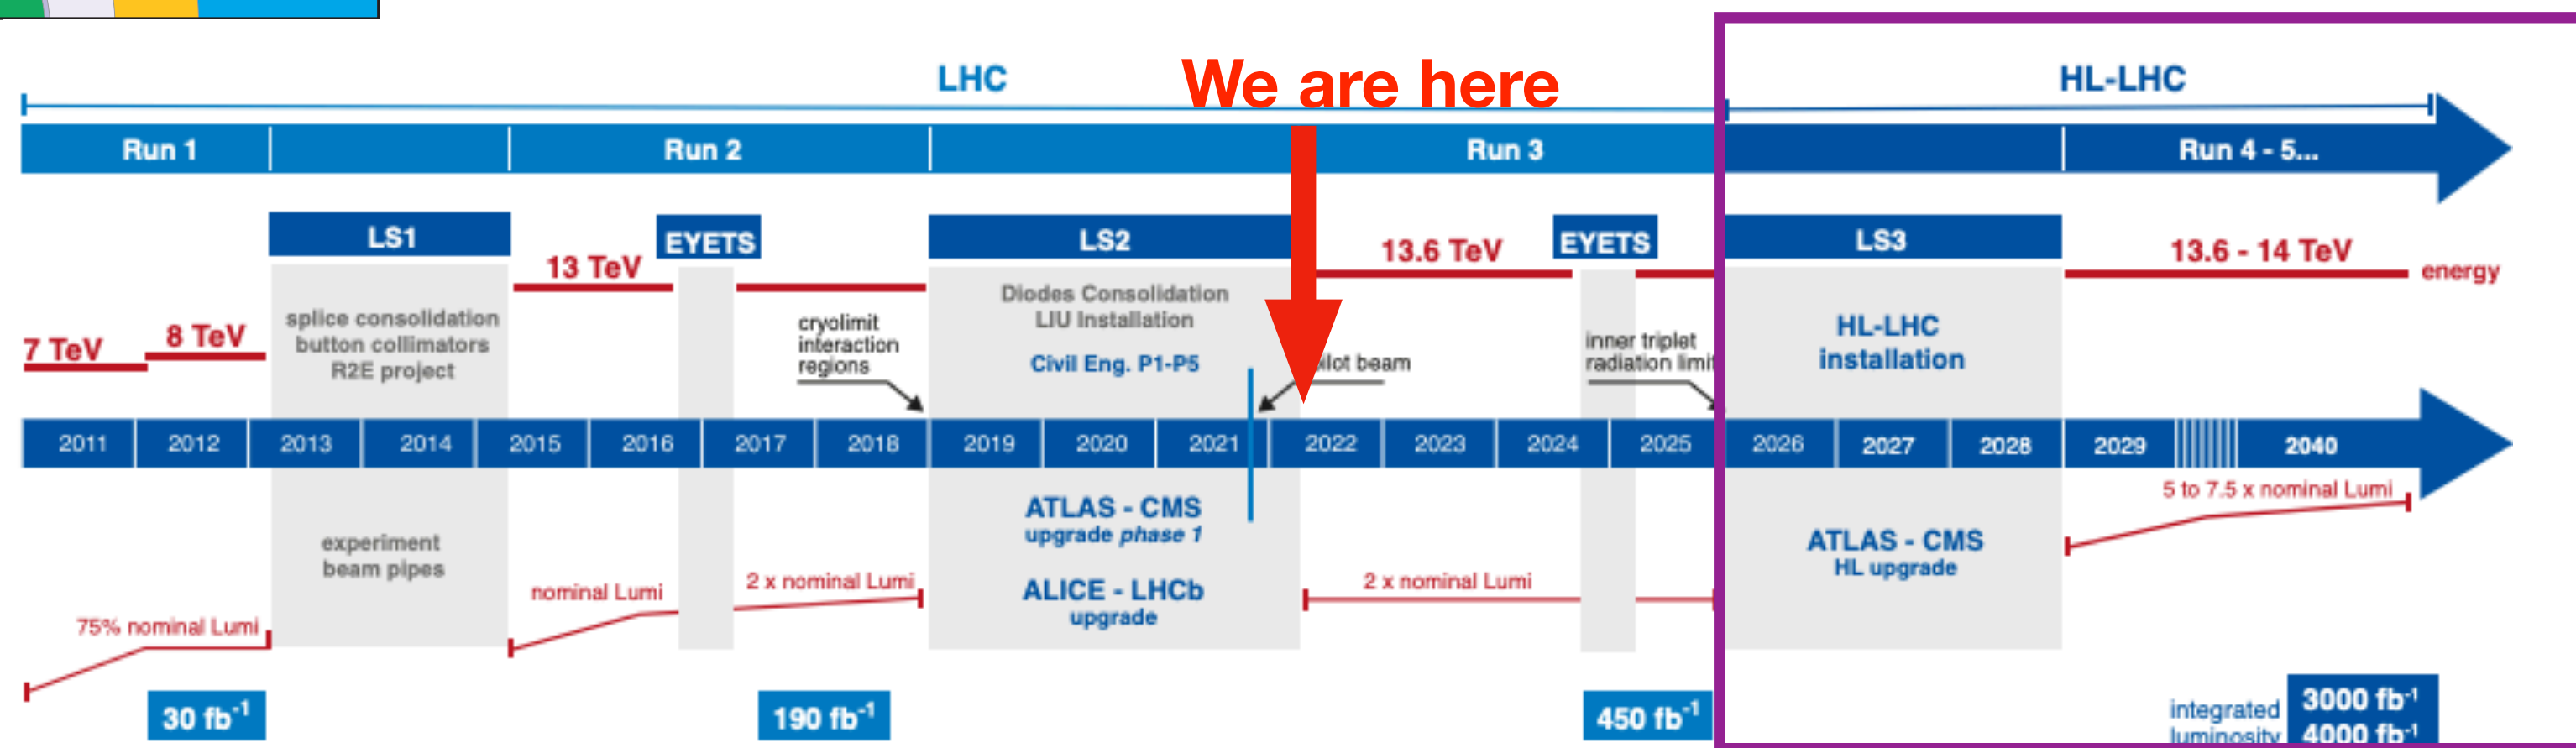 LHC
We are here
HL-LHC
Run 1
Run 2
Run 3
Run 4 - 5...
LS1
EYETS
LS2
EYETS
LS3
7 TeV
8 TeV
13 TeV
13.6 TeV
13.6 - 14 TeV
energy
splice consolidation
button collimators
R2E project
cryolimit
interaction
regions
Diodes Consolidation
LIU Installation
Civil Eng. P1-P5
ilot beam
inner triplet
radiation limi
HL-LHC
installation
2011
2012
2013
2014
2015
2016
2017
2018
2019
2020
2021
2022
2023
2024
2025
2026
2027
2028
2029
2040
experiment
beam pipes
ATLAS - CMS
upgrade phase 1
ALICE - LHCb
upgrade
ATLAS - CMS
HL upgrade
75% nominal Lumi
nominal Lumi
2 x nominal Lumi
2 x nominal Lumi
5 to 7.5 x nominal Lumi
30 fb⁻¹
190 fb⁻¹
450 fb⁻¹
integrated
luminosity
3000 fb⁻¹
4000 fb⁻¹